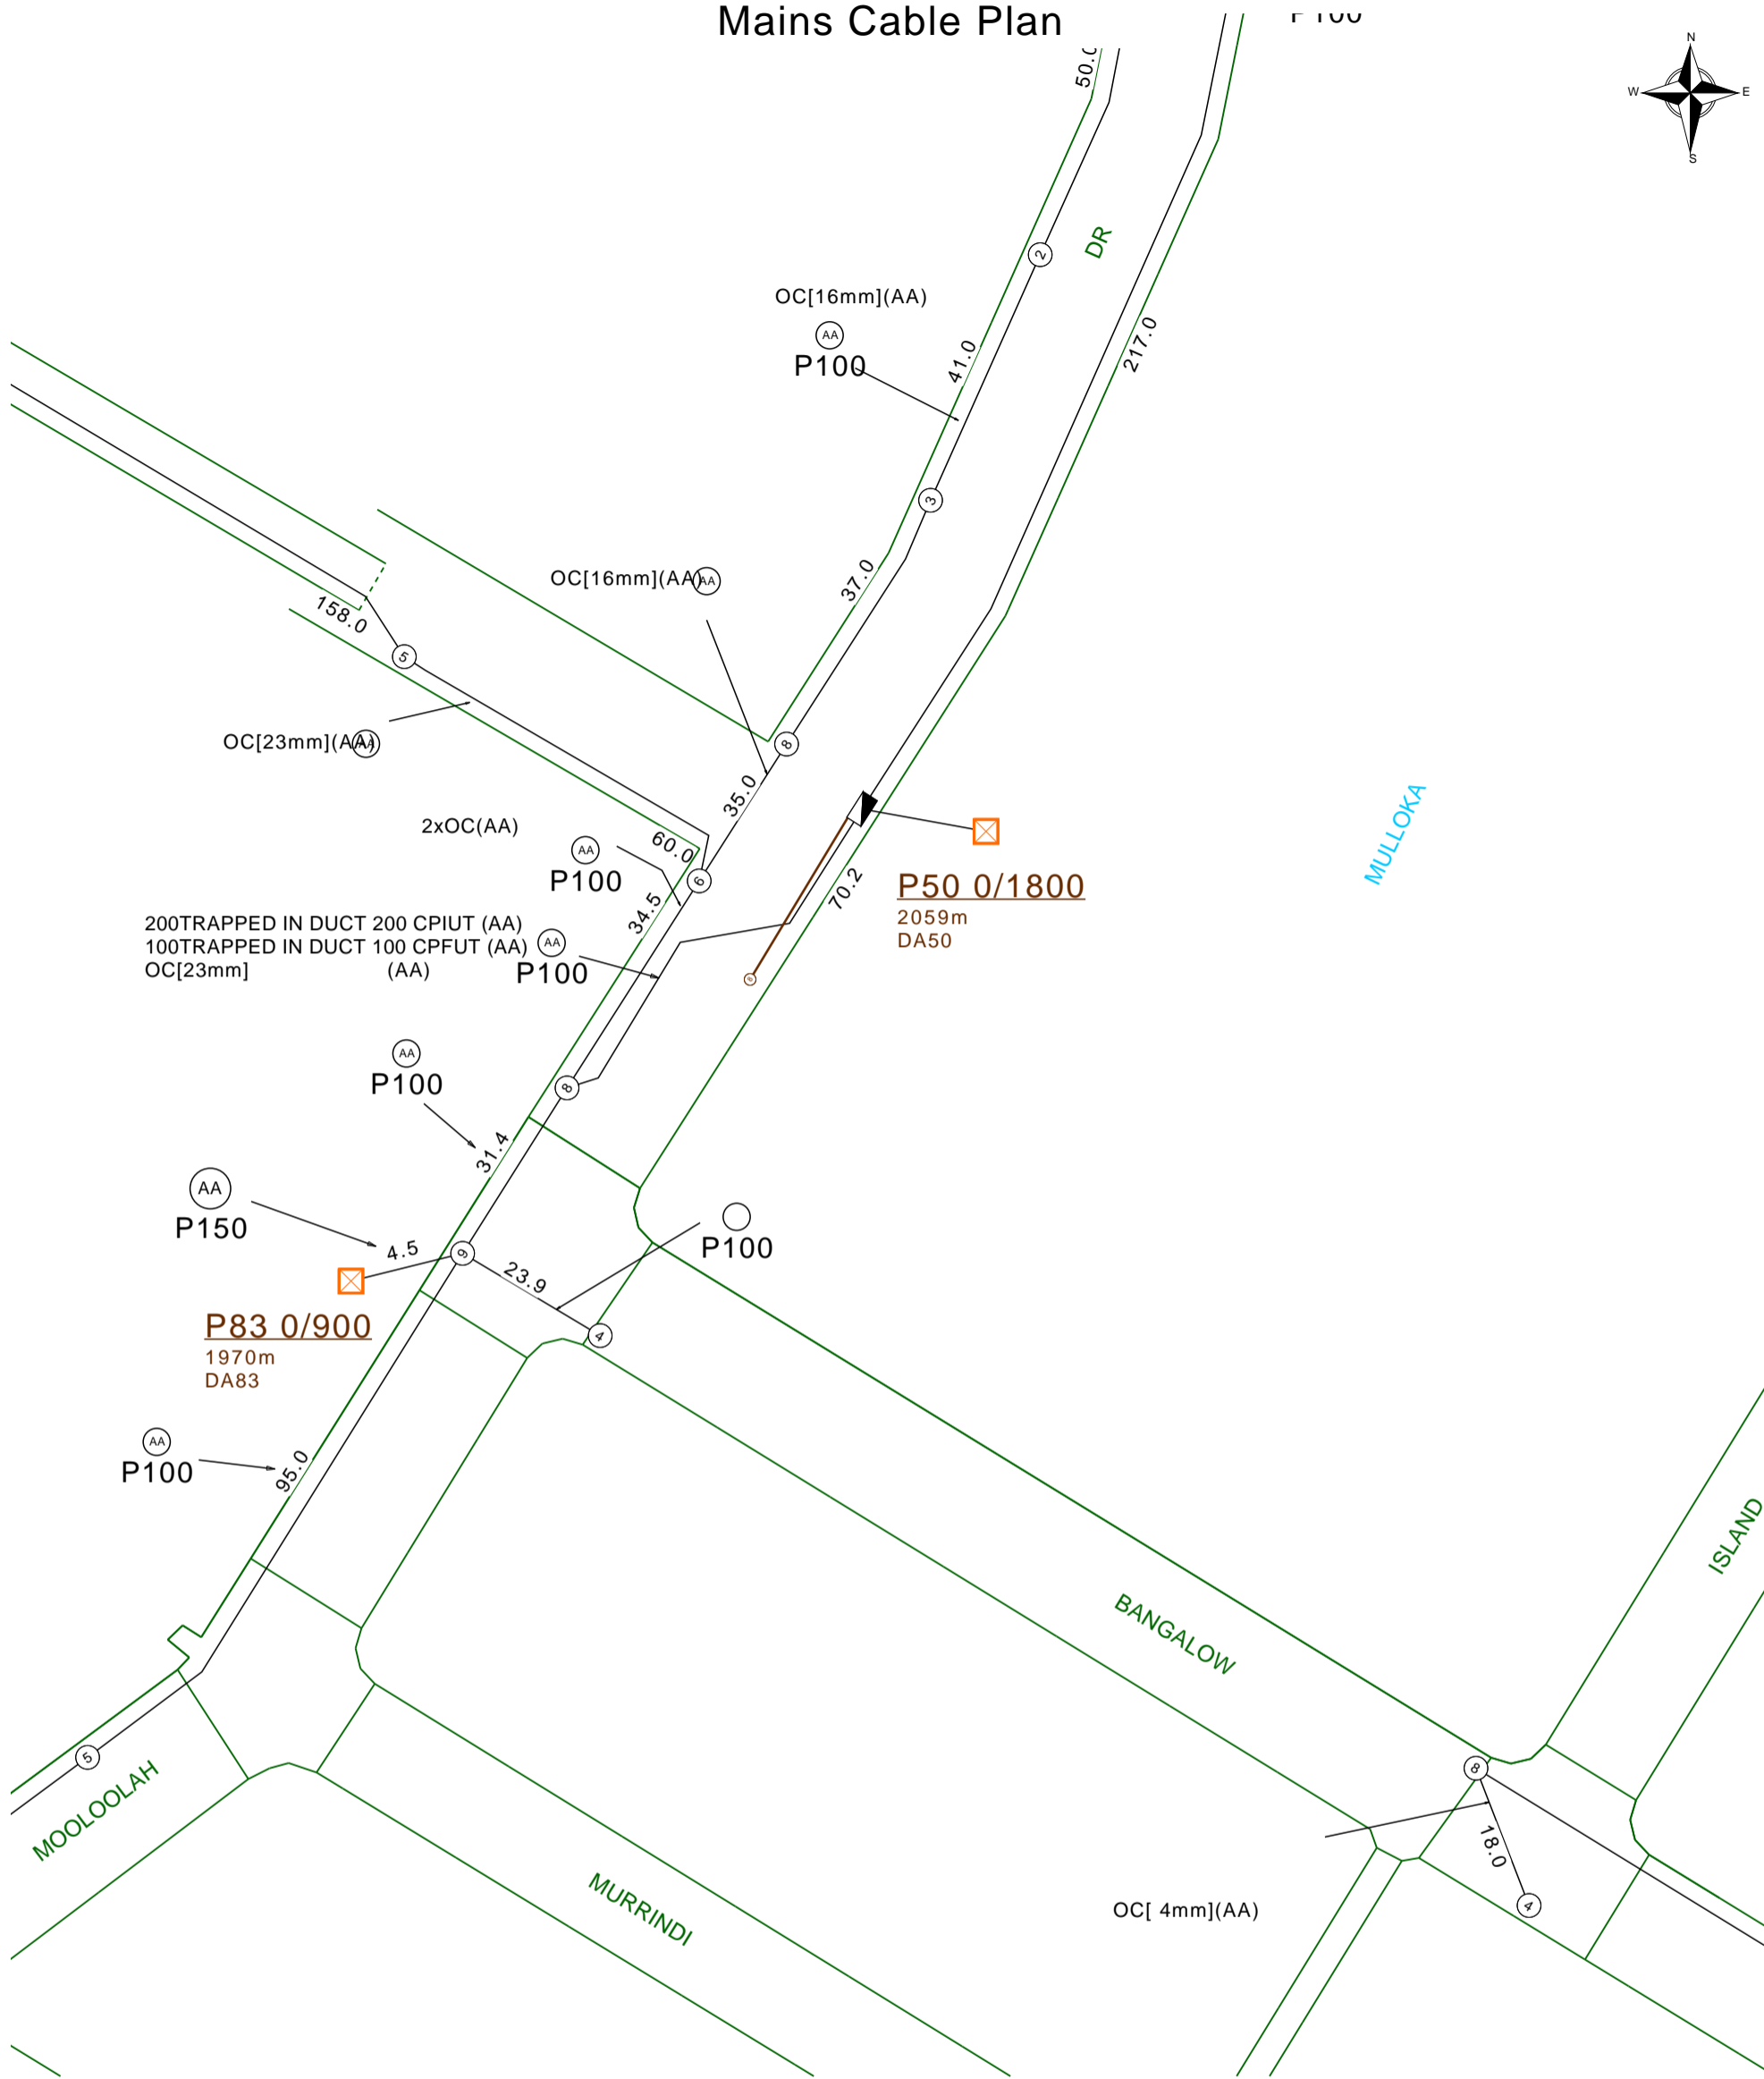 Mains Cable Plan
P100
N
W
E
S
50.0
DR
2
OC[16mm](AA)
AA
P100
41.0
217.0
3
OC[16mm](AA)
AA
37.0
158.0
5
8
OC[23mm](AA)
AA
35.0
MULLOKA
2xOC(AA)
AA
P100
60.0
6
34.5
70.2
P50 0/1800
2059m
DA50
200TRAPPED IN DUCT 200 CPIUT (AA)
100TRAPPED IN DUCT 100 CPFUT (AA)
OC[23mm] (AA)
AA
P100
AA
P100
8
31.4
AA
P150
4.5
9
23.9
P100
4
P83 0/900
1970m
DA83
AA
P100
95.0
ISLAND
BANGALOW
5
MOOLOOLAH
MURRINDI
8
18.0
4
OC[ 4mm](AA)